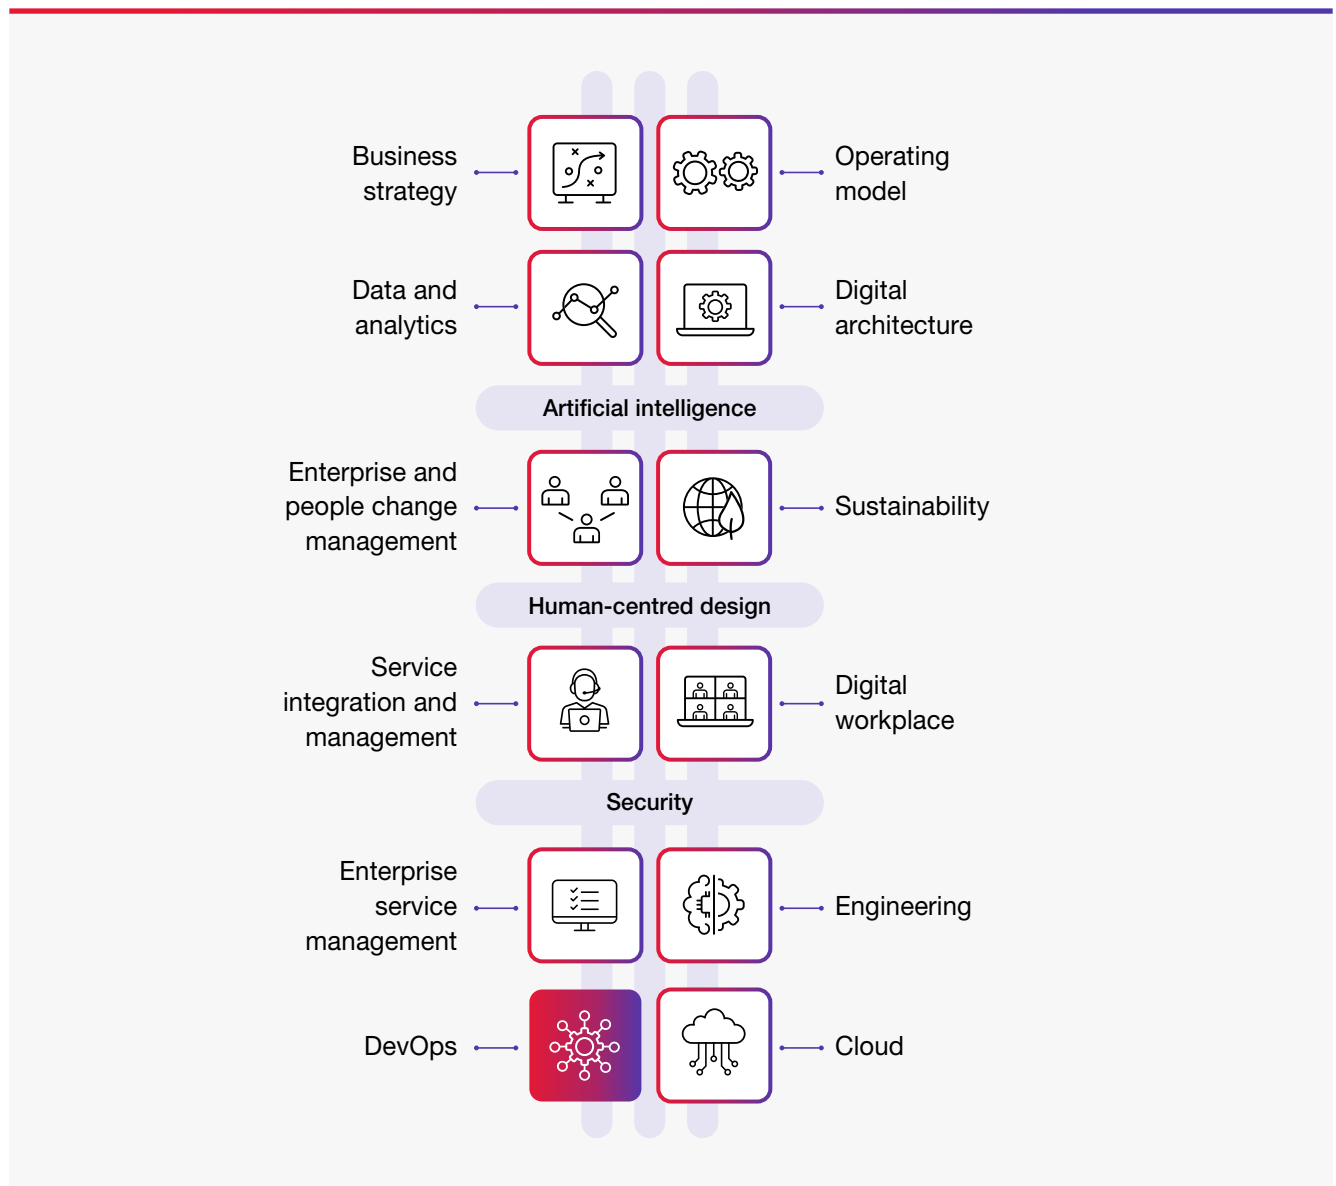 Business
strategy
Operating
model
Data and
analytics
Digital
architecture
Artificial intelligence
Enterprise and
people change
management
Sustainability
Human-centred design
Service
integration and
management
Digital
workplace
Security
Enterprise
service
management
Engineering
DevOps
Cloud